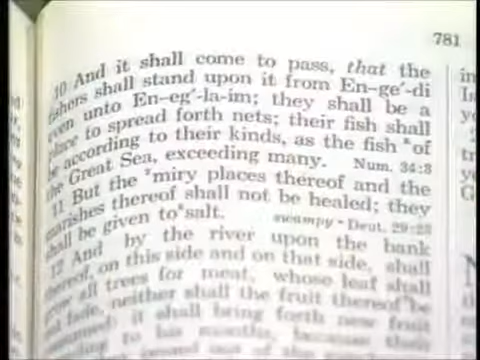 781
10 And it shall come to pass, that the
fishers shall stand upon it from En-ge´-di
even unto En-eg´-la-im; they shall be a
place to spread forth nets; their fish shall
be according to their kinds, as the fish of
the Great Sea, exceeding many. Num. 34:3
11 But the miry places thereof and the
marishes thereof shall not be healed; they
shall be given to salt. swampy - Deut. 29:23
12 And by the river upon the bank
thereof, on this side and on that side, shall
grow all trees for meat, whose leaf shall
not fade, neither shall the fruit thereof be
consumed: it shall bring forth new fruit
to his months, because their